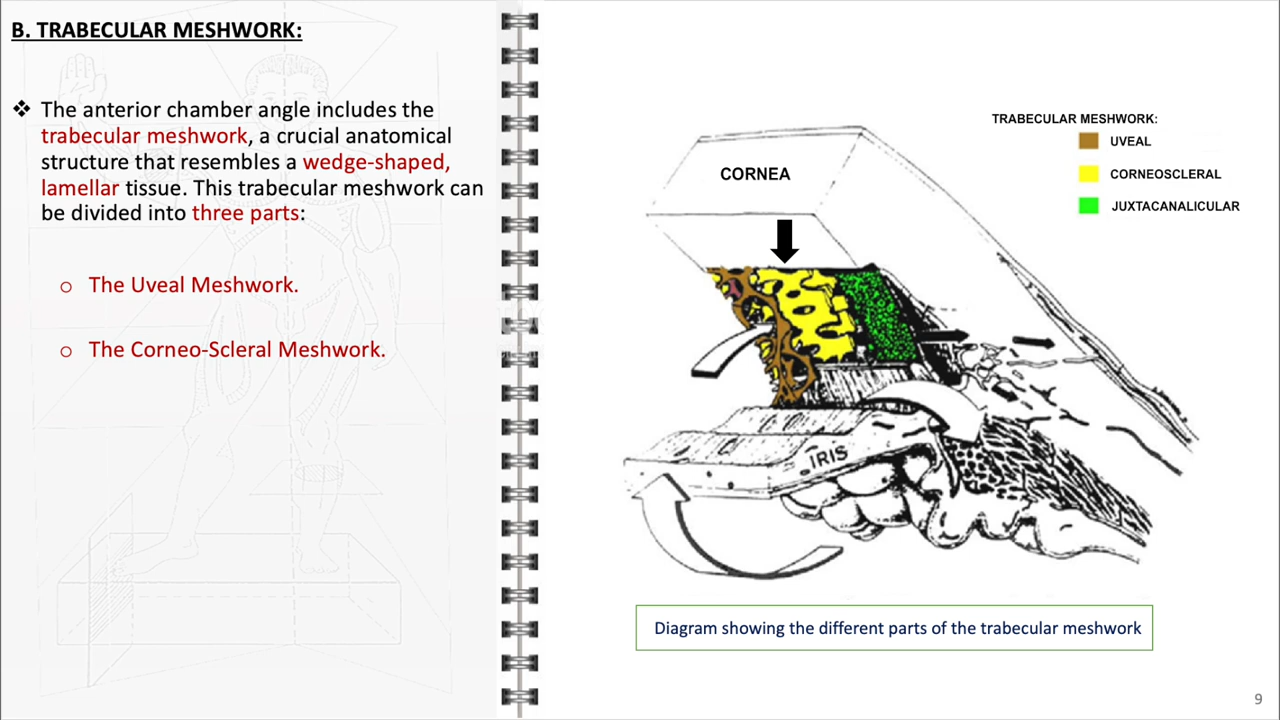 B. TRABECULAR MESHWORK:
❖ The anterior chamber angle includes the
trabecular meshwork, a crucial anatomical
structure that resembles a wedge-shaped,
lamellar tissue. This trabecular meshwork can
be divided into three parts:
o The Uveal Meshwork.
o The Corneo-Scleral Meshwork.
TRABECULAR MESHWORK:
UVEAL
CORNEOSCLERAL
JUXTACANALICULAR
CORNEA
IRIS
Diagram showing the different parts of the trabecular meshwork
9